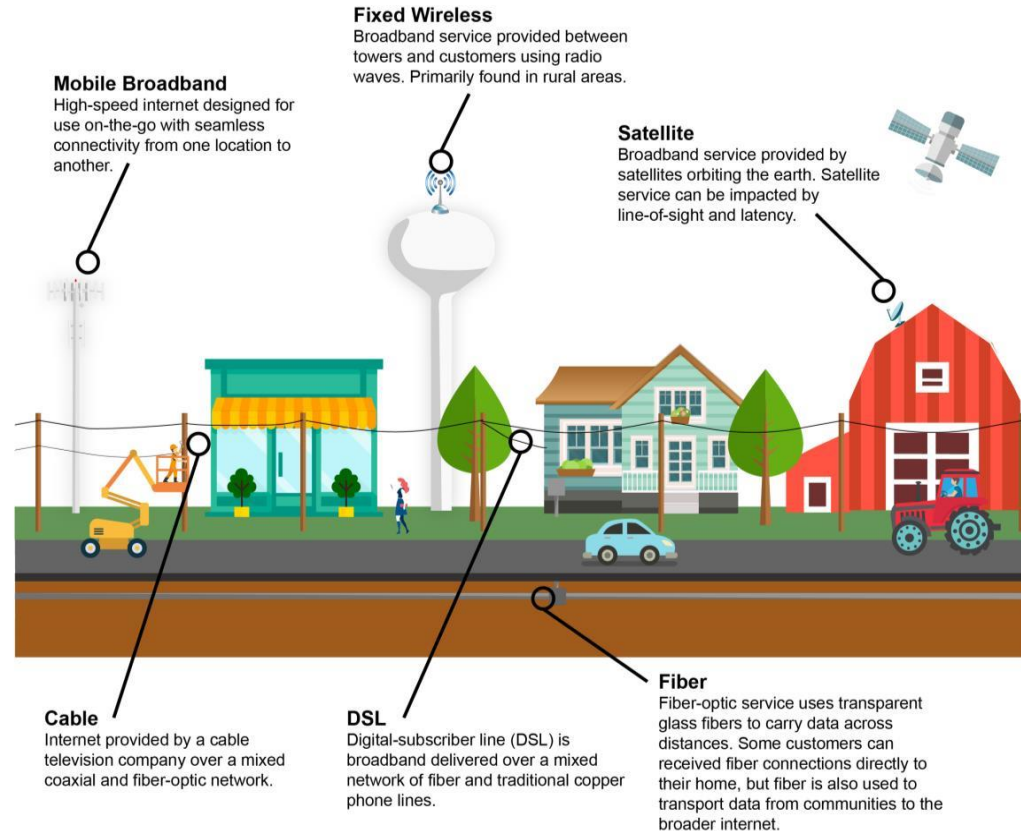 Fixed Wireless
Broadband service provided between
towers and customers using radio
waves. Primarily found in rural areas.
Mobile Broadband
High-speed internet designed for
use on-the-go with seamless
connectivity from one location to
another.
Satellite
Broadband service provided by
satellites orbiting the earth. Satellite
service can be impacted by
line-of-sight and latency.
Cable
Internet provided by a cable
television company over a mixed
coaxial and fiber-optic network.
DSL
Digital-subscriber line (DSL) is
broadband delivered over a mixed
network of fiber and traditional copper
phone lines.
Fiber
Fiber-optic service uses transparent
glass fibers to carry data across
distances. Some customers can
received fiber connections directly to
their home, but fiber is also used to
transport data from communities to the
broader internet.